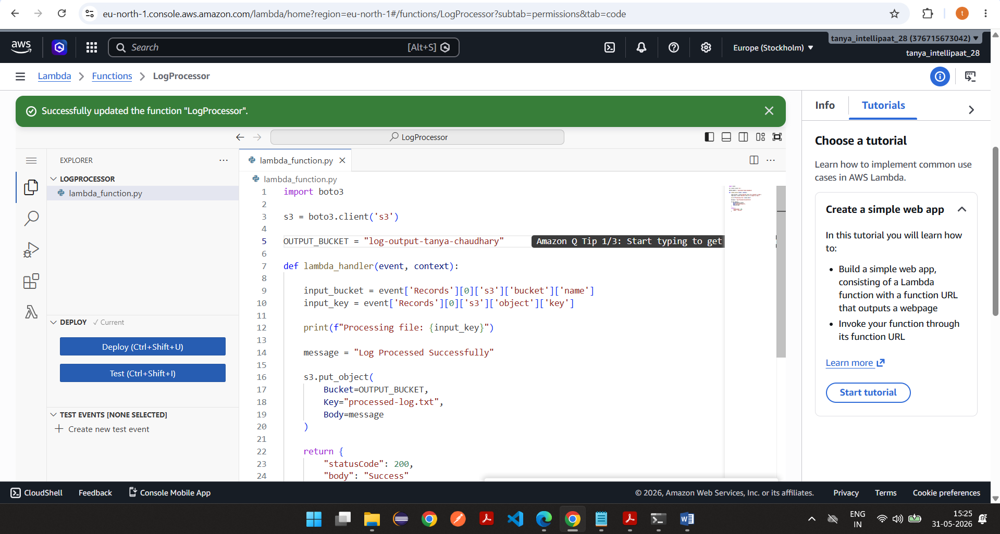 eu-north-1.console.aws.amazon.com/lambda/home?region=eu-north-1#/functions/LogProcessor?subtab=permissions&tab=code
t
aws
Search
[Alt+S]
Europe (Stockholm)
tanya_intellipaat_28 (376715673042)
tanya_intellipaat_28
Lambda
Functions
LogProcessor
Successfully updated the function "LogProcessor".
LogProcessor
EXPLORER
LOGPROCESSOR
lambda_function.py
DEPLOY
Current
Deploy (Ctrl+Shift+U)
Test (Ctrl+Shift+I)
TEST EVENTS [NONE SELECTED]
Create new test event
lambda_function.py
lambda_function.py
1 import boto3
2
3 s3 = boto3.client('s3')
4
5 OUTPUT_BUCKET = "log-output-tanya-chaudhary" Amazon Q Tip 1/3: Start typing to get
6
7 def lambda_handler(event, context):
8
9 input_bucket = event['Records'][0]['s3']['bucket']['name']
10 input_key = event['Records'][0]['s3']['object']['key']
11
12 print(f"Processing file: {input_key}")
13
14 message = "Log Processed Successfully"
15
16 s3.put_object(
17 Bucket=OUTPUT_BUCKET,
18 Key="processed-log.txt",
19 Body=message
20 )
21
22 return {
23 "statusCode": 200,
24 "body": "Success"
Info
Tutorials
Choose a tutorial
Learn how to implement common use
cases in AWS Lambda.
Create a simple web app
In this tutorial you will learn how
to:
• Build a simple web app,
consisting of a Lambda
function with a function URL
that outputs a webpage
• Invoke your function through
its function URL
Learn more
Start tutorial
CloudShell
Feedback
Console Mobile App
© 2026, Amazon Web Services, Inc. or its affiliates.
Privacy
Terms
Cookie preferences
ENG
IN
15:25
31-05-2026